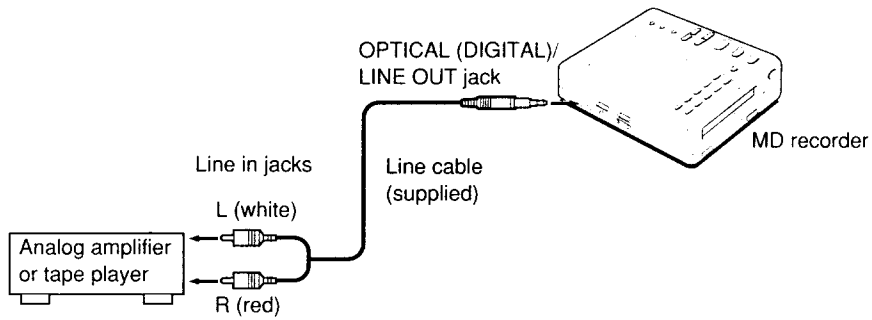 OPTICAL (DIGITAL)/
LINE OUT jack
MD recorder
Line in jacks
Line cable
(supplied)
L (white)
Analog amplifier
or tape player
R (red)